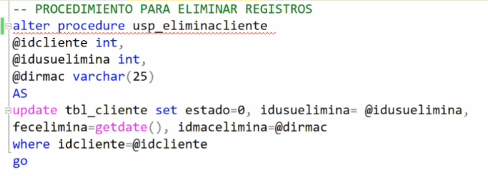 -- PROCEDIMIENTO PARA ELIMINAR REGISTROS
alter procedure usp_eliminacliente
@idcliente int,
@idusuelimina int,
@dirmac varchar(25)
AS
update tbl_cliente set estado=0, idusuelimina= @idusuelimina,
fecelimina=getdate(), idmacelimina=@dirmac
where idcliente=@idcliente
go